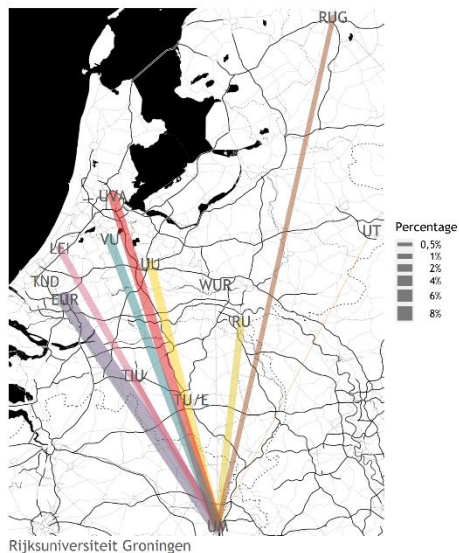 RUG
UVA
UT
VU
LEI
UU
TUD
WUR
EUR
RU
TIU
TU/E
UM
Percentage
0,5%
1%
2%
4%
6%
8%
Rijksuniversiteit Groningen